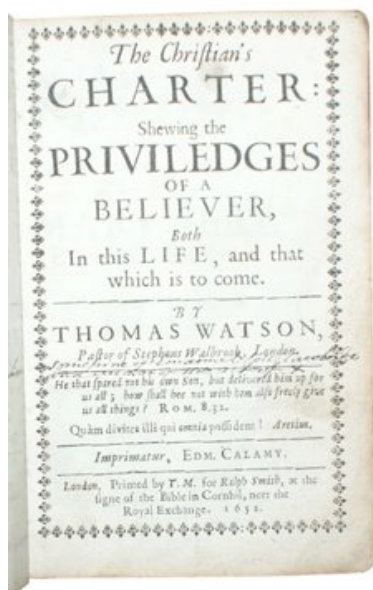 The Chriſtian's
CHARTER:
Shewing the
PRIVILEDGES
OF A
BELIEVER,
Both
In this LIFE, and that
which is to come.
BY
THOMAS WATSON,
Paſtor of Stephens Walbrook, London.
He that ſpared not his own Son, but delivered him up for
us all; how ſhall hee not with him alſo freely give
us all things? ROM. 8.32.
Quàm divites illi qui omnia poſſident!
Imprimatur, EDM. CALAMY.
London, Printed by T. M. for Ralph Smith, at the
ſigne of the Bible in Cornhil, neer the
Royal Exchange.